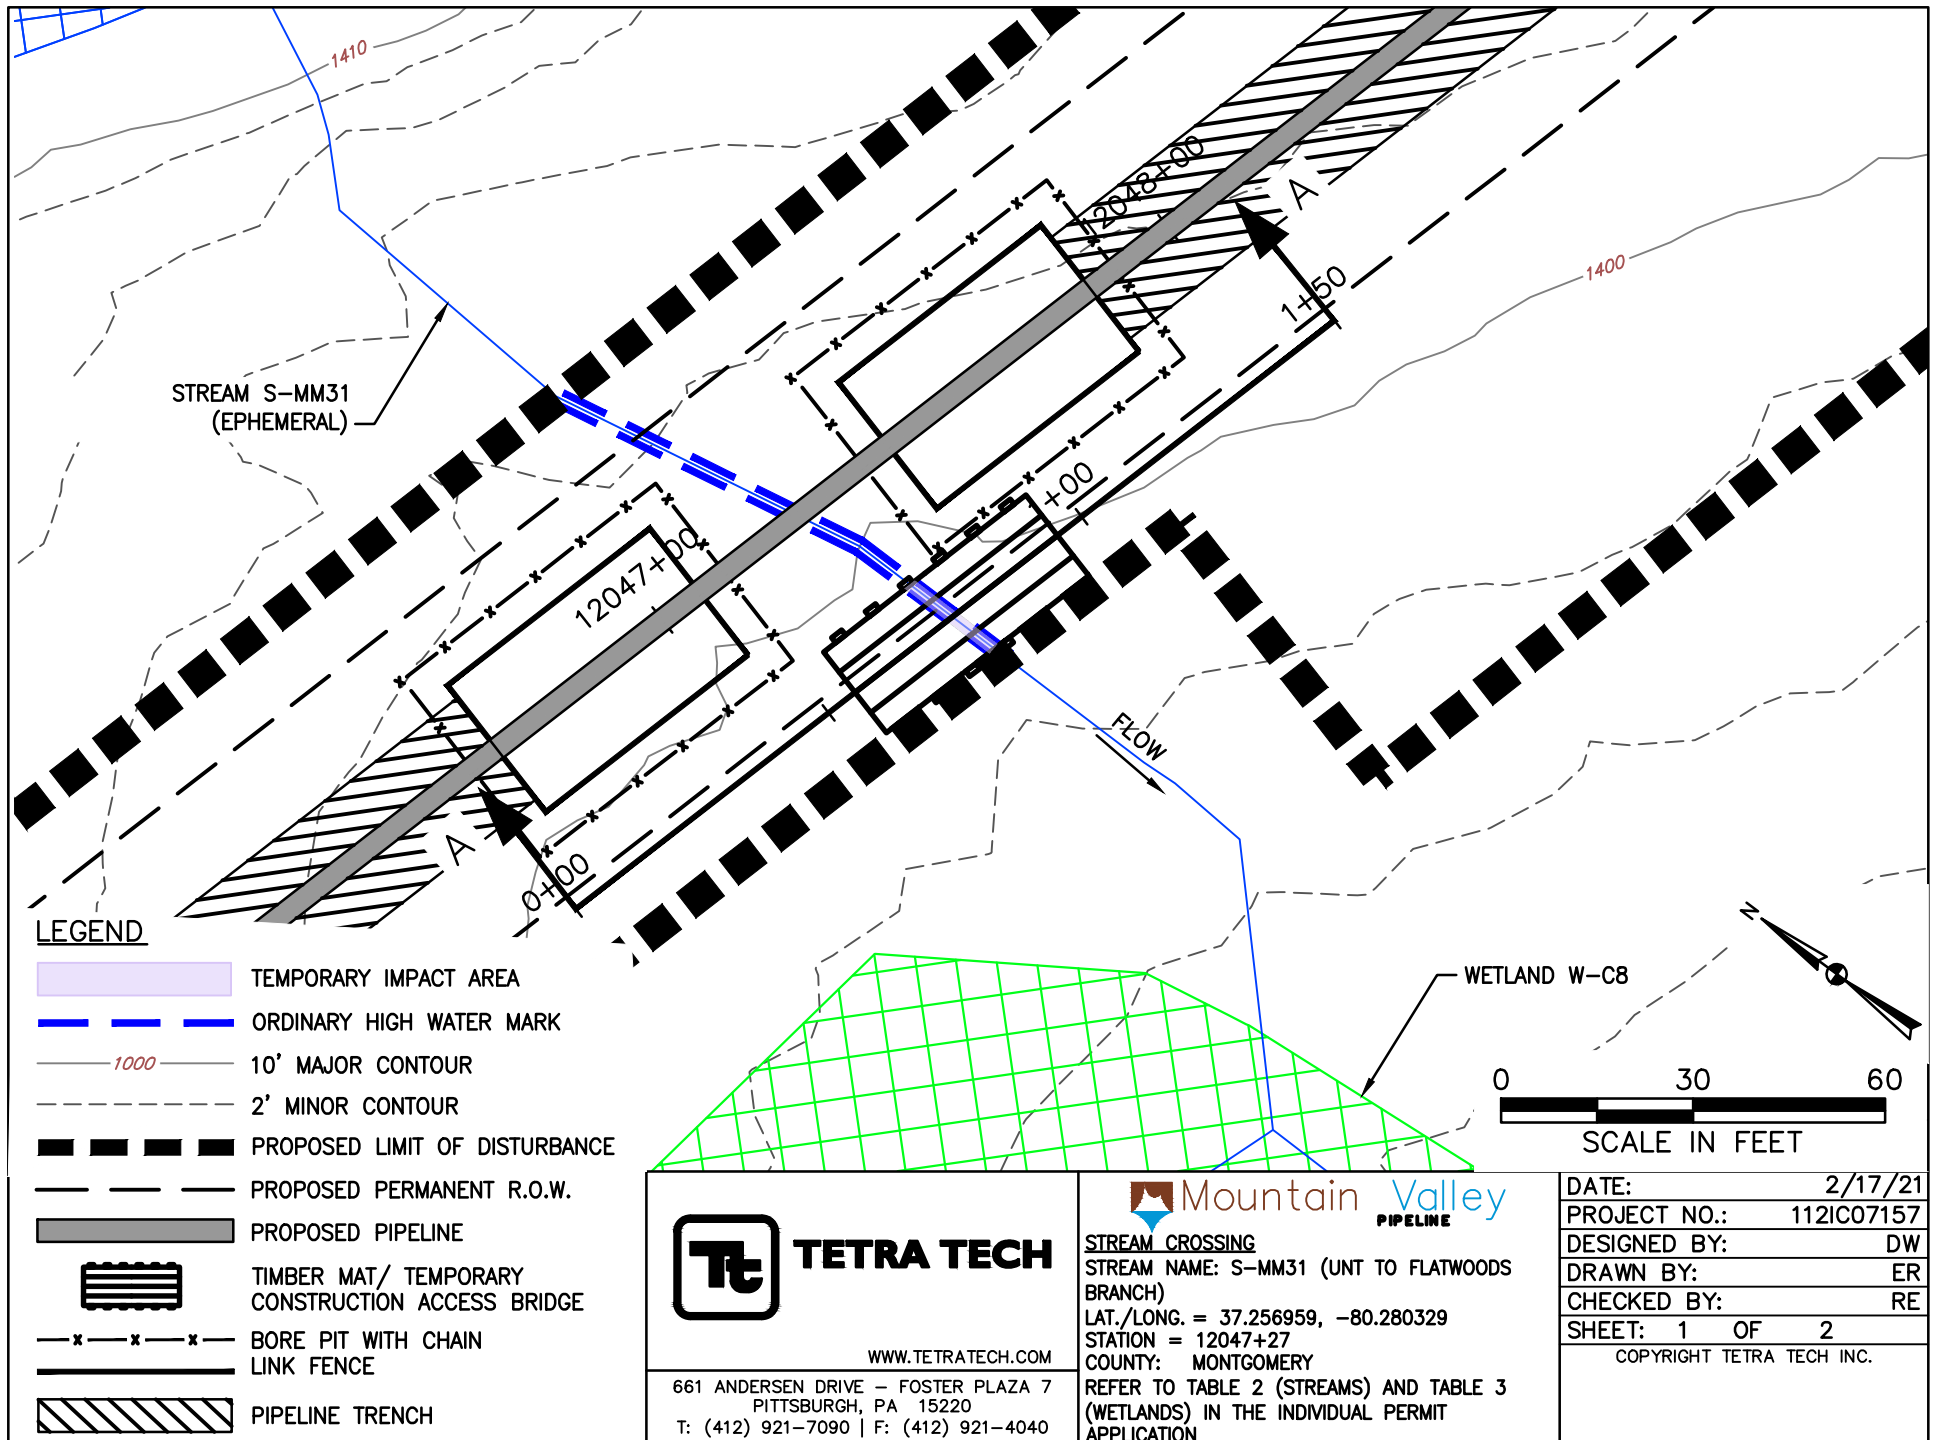 1410
12048+00
A
1400
1+50
STREAM S-MM31
(EPHEMERAL)
+00
12047+00
FLOW
A
0+00
LEGEND
TEMPORARY IMPACT AREA
ORDINARY HIGH WATER MARK
1000
10' MAJOR CONTOUR
2' MINOR CONTOUR
PROPOSED LIMIT OF DISTURBANCE
PROPOSED PERMANENT R.O.W.
PROPOSED PIPELINE
TIMBER MAT/ TEMPORARY
CONSTRUCTION ACCESS BRIDGE
BORE PIT WITH CHAIN
LINK FENCE
PIPELINE TRENCH
N
WETLAND W-C8
0 30 60
SCALE IN FEET
Tt TETRA TECH
WWW.TETRATECH.COM
661 ANDERSEN DRIVE - FOSTER PLAZA 7
PITTSBURGH, PA 15220
T: (412) 921-7090 | F: (412) 921-4040
Mountain Valley
PIPELINE
STREAM CROSSING
STREAM NAME: S-MM31 (UNT TO FLATWOODS
BRANCH)
LAT./LONG. = 37.256959, -80.280329
STATION = 12047+27
COUNTY: MONTGOMERY
REFER TO TABLE 2 (STREAMS) AND TABLE 3
(WETLANDS) IN THE INDIVIDUAL PERMIT
APPLICATION
DATE: 2/17/21
PROJECT NO.: 112IC07157
DESIGNED BY: DW
DRAWN BY: ER
CHECKED BY: RE
SHEET: 1 OF 2
COPYRIGHT TETRA TECH INC.